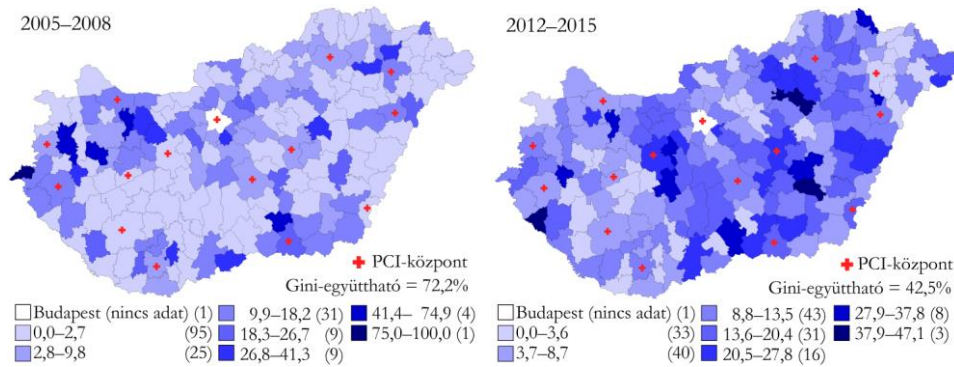 2005–2008
PCI-központ
Gini-együttható = 72,2%
Budapest (nincs adat) (1)
0,0–2,7 (95)
2,8–9,8 (25)
9,9–18,2 (31)
18,3–26,7 (9)
26,8–41,3 (9)
41,4– 74,9 (4)
75,0–100,0 (1)
2012–2015
PCI-központ
Gini-együttható = 42,5%
Budapest (nincs adat) (1)
0,0–3,6 (33)
3,7–8,7 (40)
8,8–13,5 (43)
13,6–20,4 (31)
20,5–27,8 (16)
27,9–37,8 (8)
37,9–47,1 (3)